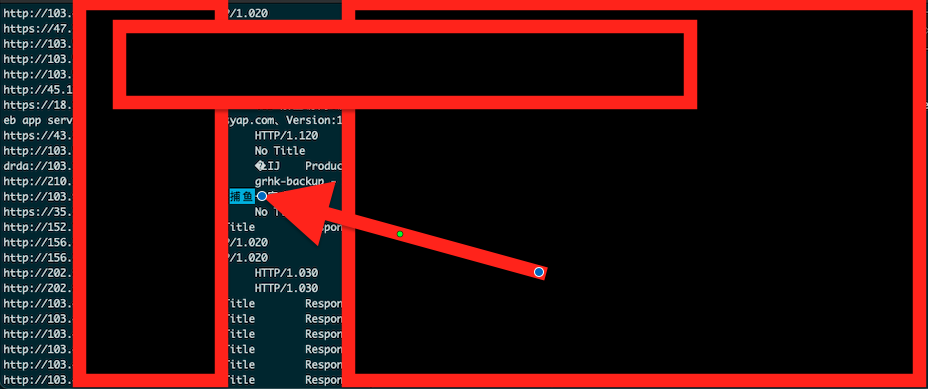 http://103. P/1.020
https://47.
http://103.
http://103.
http://103.
http://45.1
https://18.
eb app serv syap.com、Version:1
https://43. HTTP/1.120
http://103. No Title
drda://103. �ŁIJ Produc
http://210. grhk-backup -
http://103. 捕鱼
https://35. No
http://152. Title Respon
http://156. P/1.020
http://156. P/1.020
http://202. HTTP/1.030
http://202. HTTP/1.030
http://103. Title Respon
http://103. Title Respon
http://103. Title Respon
http://103. Title Respon
http://103. Title Respon
http://103. Title Respon